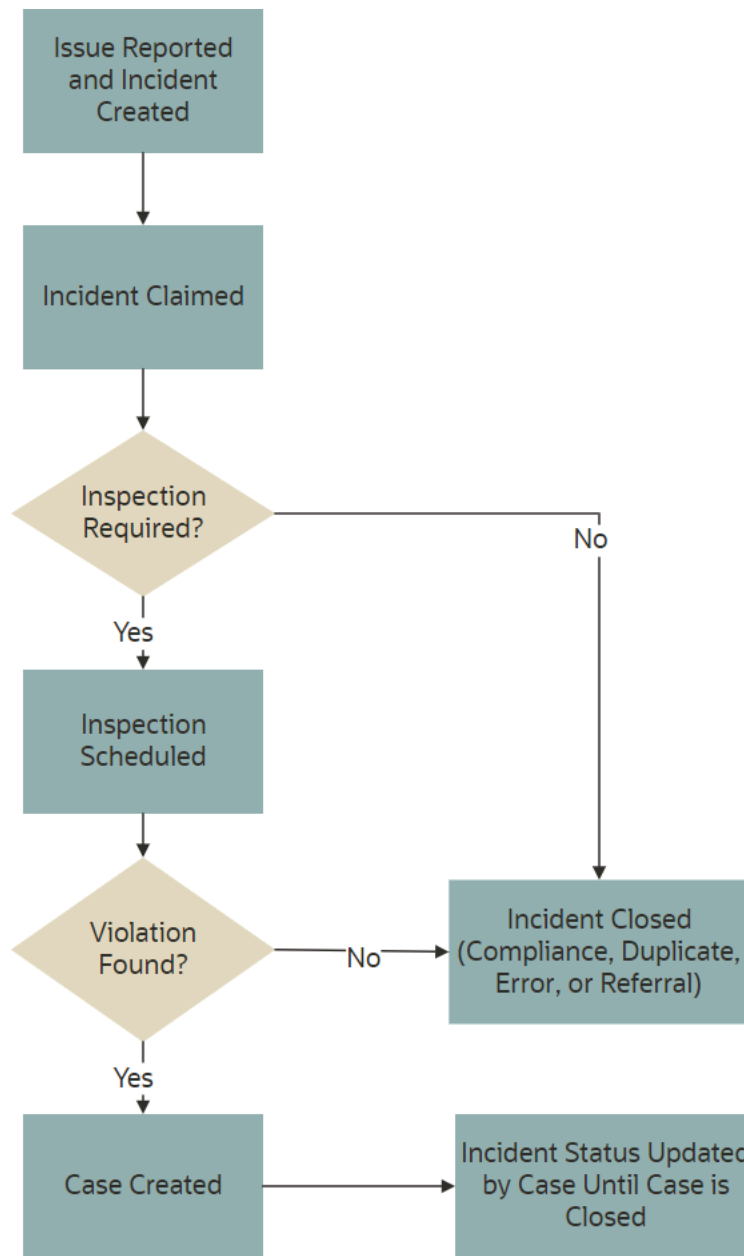 Issue Reported
and Incident
Created
Incident Claimed
Inspection
Required?
No
Yes
Inspection
Scheduled
Violation
Found?
No
Incident Closed
(Compliance, Duplicate,
Error, or Referral)
Yes
Case Created
Incident Status Updated
by Case Until Case is
Closed